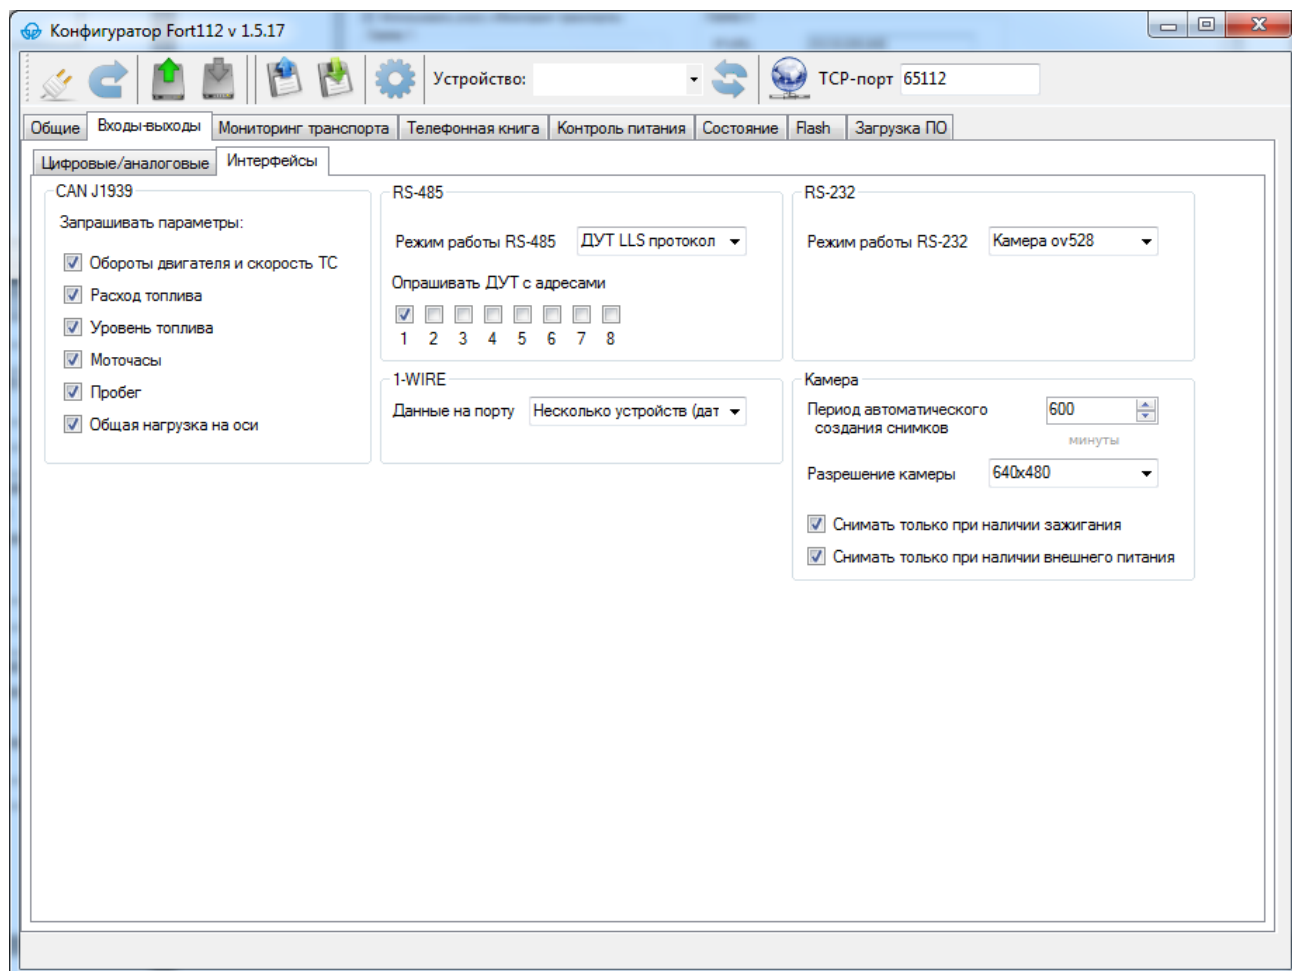 Конфигуратор Fort112 v 1.5.17
Устройство:
TCP-порт 65112
Общие Входы-выходы Мониторинг транспорта Телефонная книга Контроль питания Состояние Flash Загрузка ПО
Цифровые/аналоговые Интерфейсы
CAN J1939
Запрашивать параметры:
Обороты двигателя и скорость ТС
Расход топлива
Уровень топлива
Моточасы
Пробег
Общая нагрузка на оси
RS-485
Режим работы RS-485 ДУТ LLS протокол
Опрашивать ДУТ с адресами
1 2 3 4 5 6 7 8
1-WIRE
Данные на порту Несколько устройств (дат
RS-232
Режим работы RS-232 Камера ov528
Камера
Период автоматического
создания снимков
600
минуты
Разрешение камеры 640x480
Снимать только при наличии зажигания
Снимать только при наличии внешнего питания